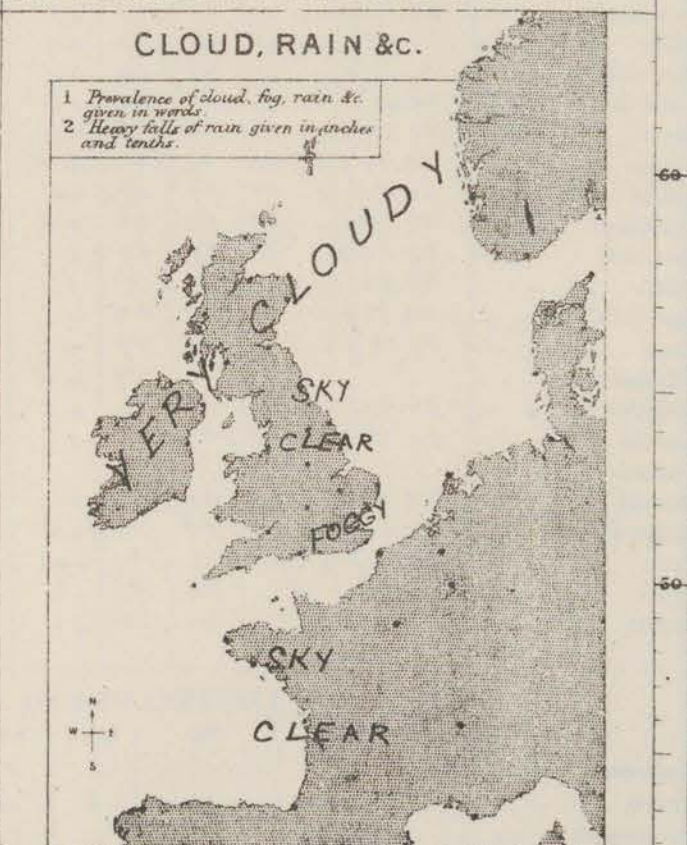 CLOUD, RAIN &c.
1 Prevalence of cloud, fog, rain &c.
given in words.
2 Heavy falls of rain given in inches
and tenths.
60
VERY CLOUDY
SKY
CLEAR
FOGGY
50
SKY
CLEAR
N
W E
S